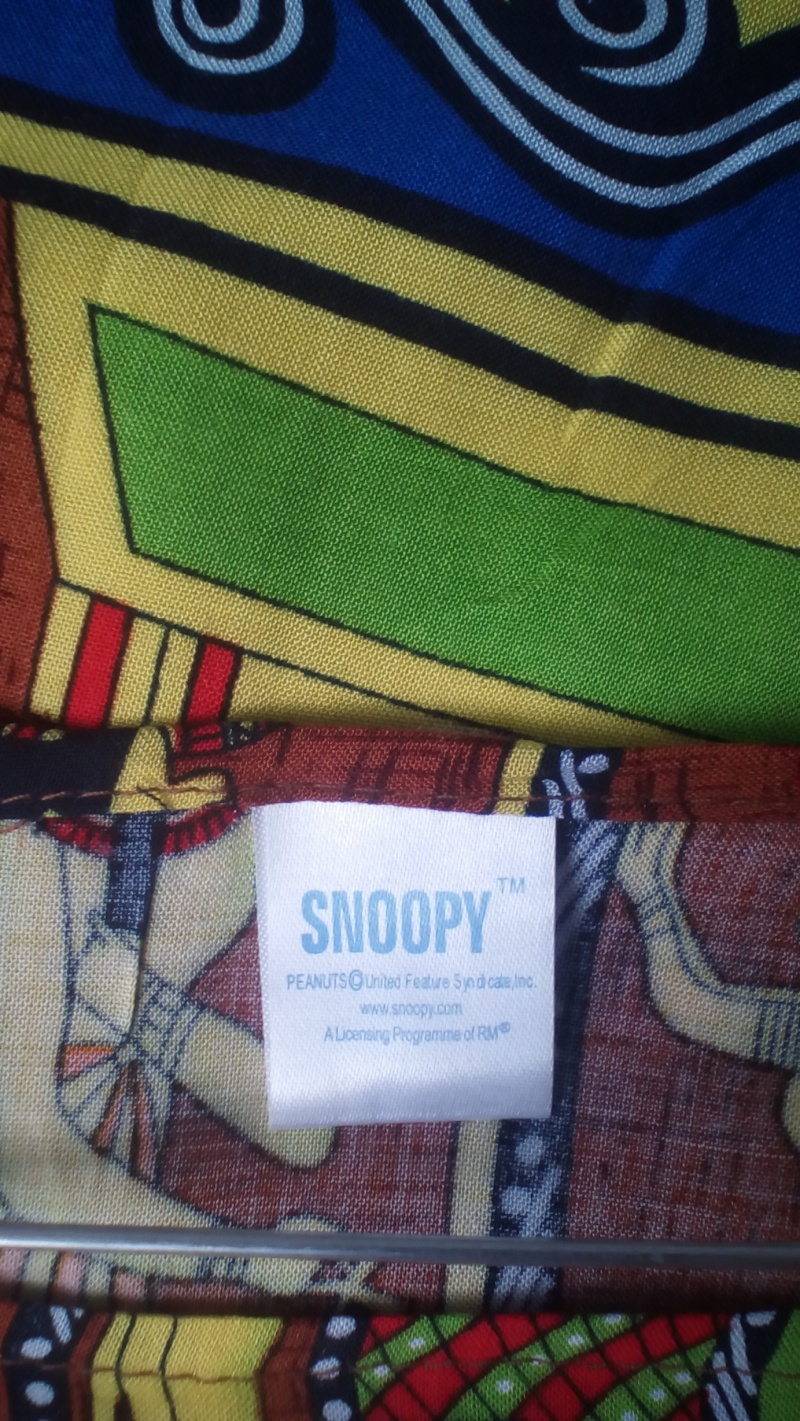 SNOOPY™
PEANUTS©United Feature Syndicate,Inc.
www.snoopy.com
A Licensing Programme of RM®